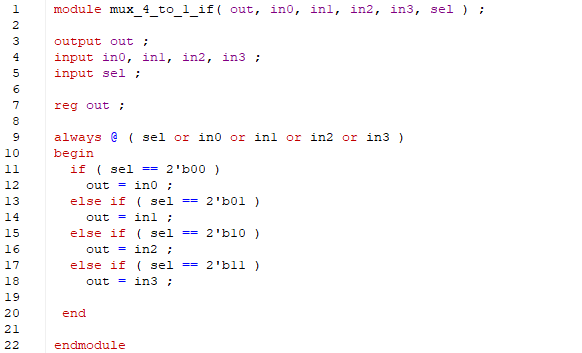 1 module mux_4_to_1_if( out, in0, in1, in2, in3, sel ) ;
2
3 output out ;
4 input in0, in1, in2, in3 ;
5 input sel ;
6
7 reg out ;
8
9 always @ ( sel or in0 or in1 or in2 or in3 )
10 begin
11 if ( sel == 2'b00 )
12 out = in0 ;
13 else if ( sel == 2'b01 )
14 out = in1 ;
15 else if ( sel == 2'b10 )
16 out = in2 ;
17 else if ( sel == 2'b11 )
18 out = in3 ;
19
20 end
21
22 endmodule